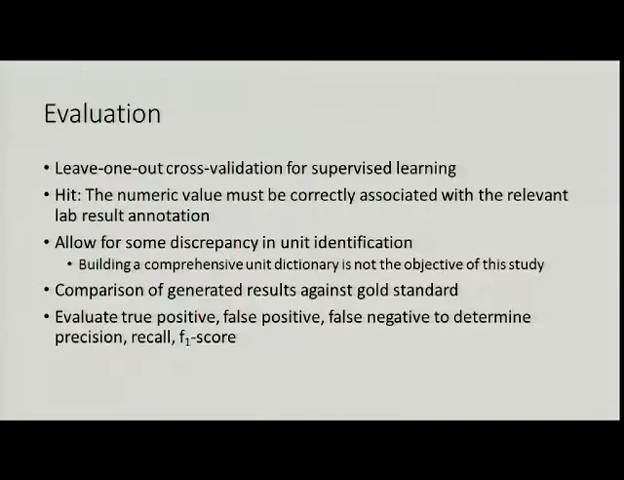 Evaluation
• Leave-one-out cross-validation for supervised learning
• Hit: The numeric value must be correctly associated with the relevant
lab result annotation
• Allow for some discrepancy in unit identification
• Building a comprehensive unit dictionary is not the objective of this study
• Comparison of generated results against gold standard
• Evaluate true positive, false positive, false negative to determine
precision, recall, f₁-score